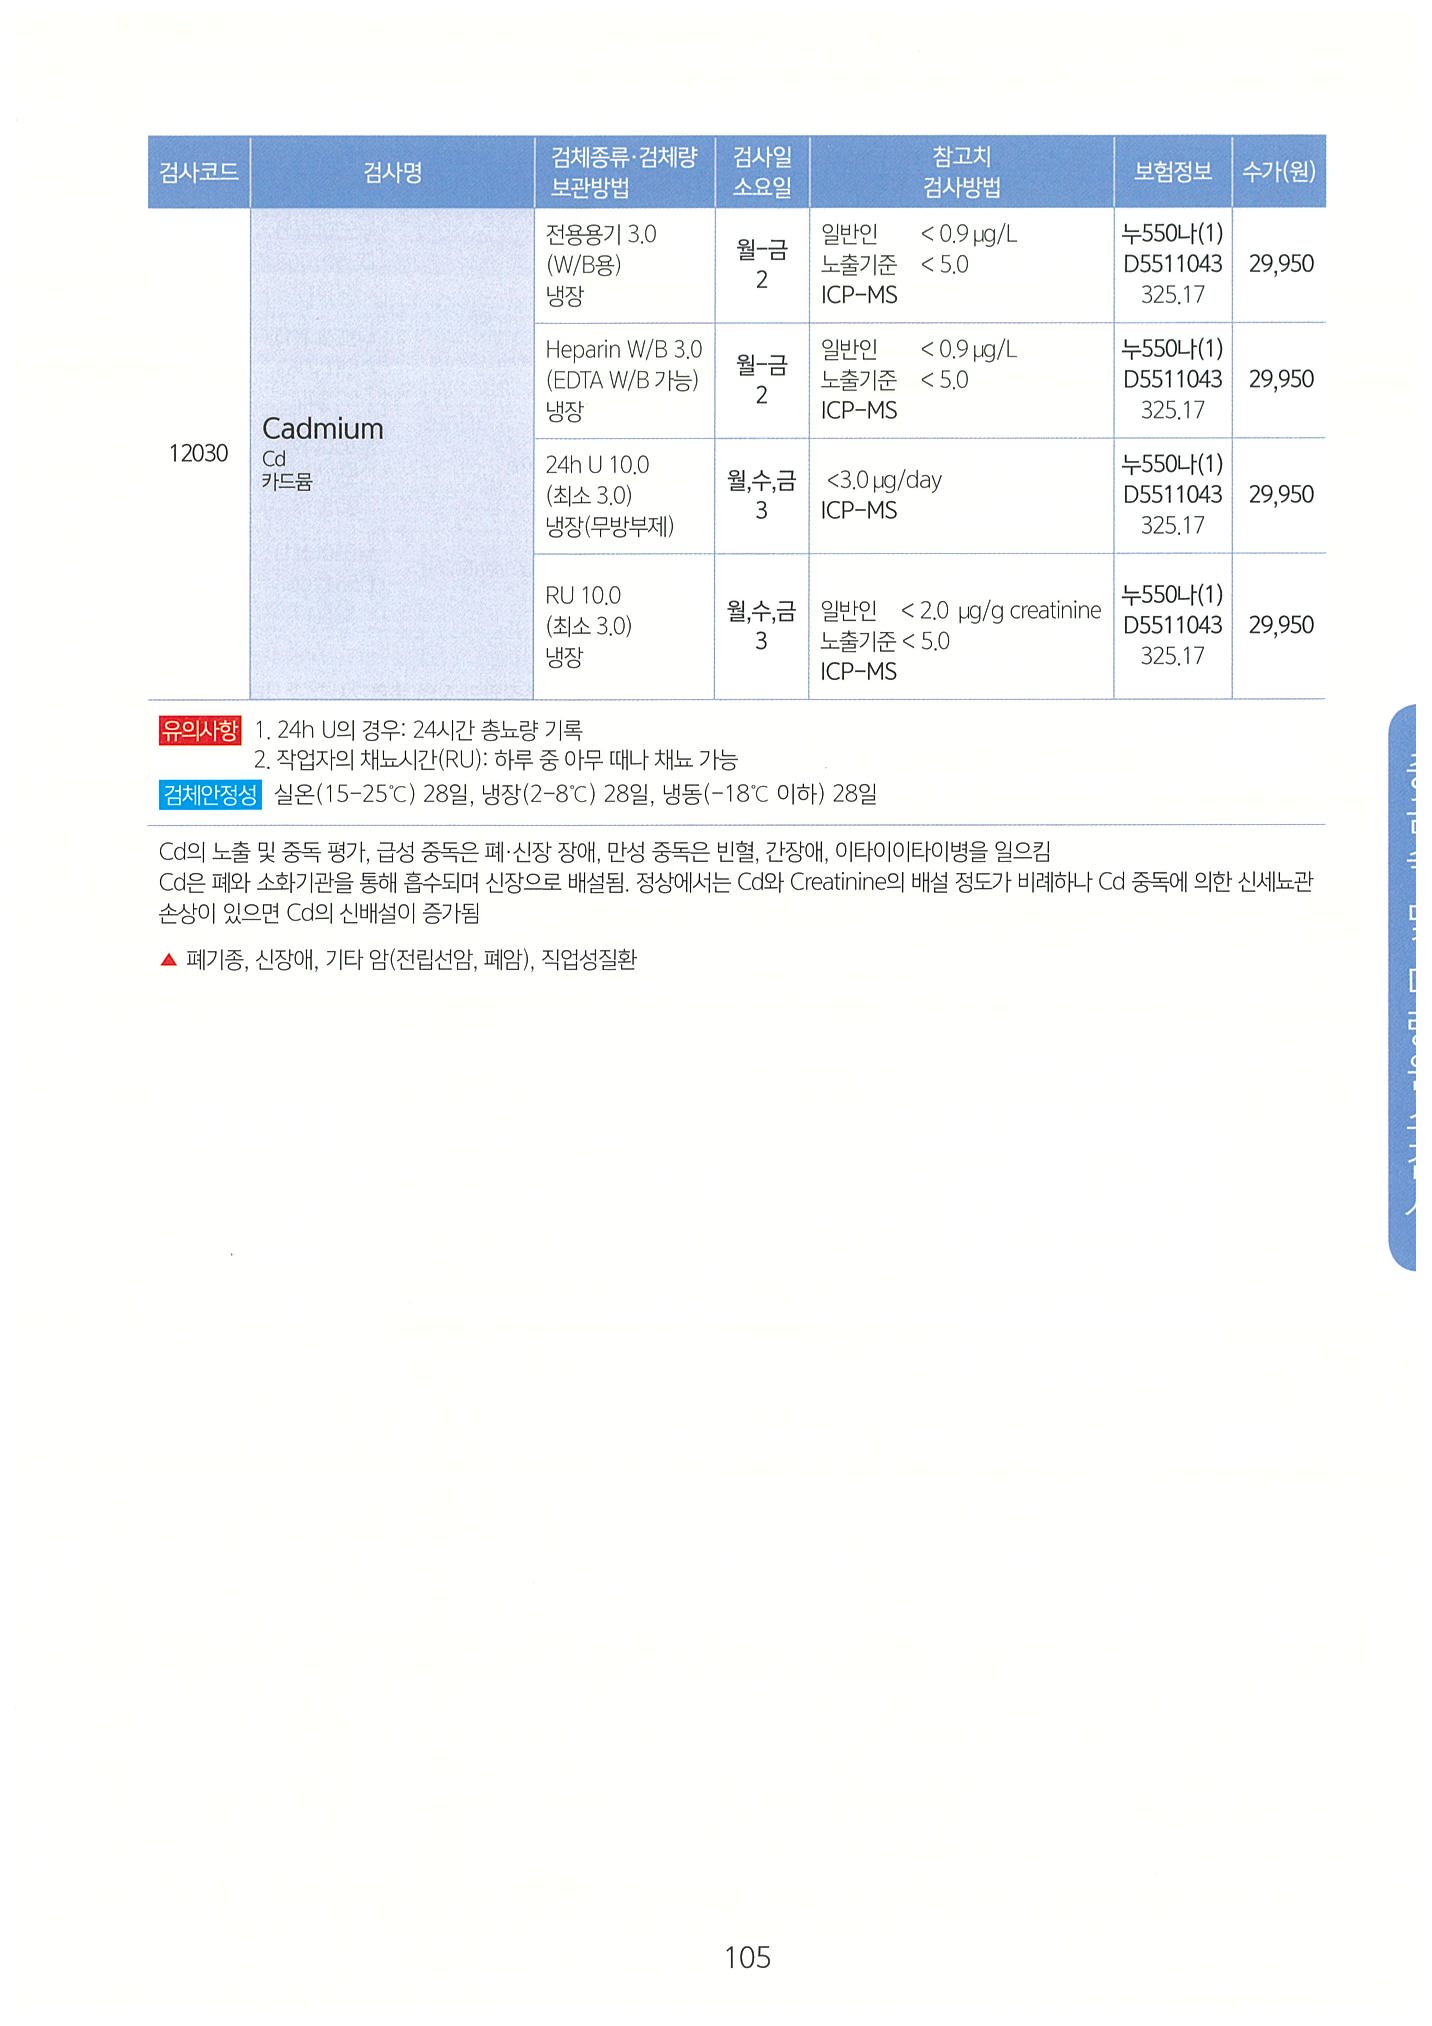 검사코드 검사명 검체종류·검체량 보관방법 검사일 소요일 참고치 검사방법 보험정보 수가(원)
12030
Cadmium
Cd
카드뮴
전용용기 3.0
(W/B용)
냉장
월-금
2
일반인 < 0.9 µg/L
노출기준 < 5.0
ICP-MS
누550나(1)
D5511043
325.17
29,950
Heparin W/B 3.0
(EDTA W/B 가능)
냉장
월-금
2
일반인 < 0.9 µg/L
노출기준 < 5.0
ICP-MS
누550나(1)
D5511043
325.17
29,950
24h U 10.0
(최소 3.0)
냉장(무방부제)
월,수,금
3
<3.0 µg/day
ICP-MS
누550나(1)
D5511043
325.17
29,950
RU 10.0
(최소 3.0)
냉장
월,수,금
3
일반인 < 2.0 µg/g creatinine
노출기준 < 5.0
ICP-MS
누550나(1)
D5511043
325.17
29,950
유의사항 1. 24h U의 경우: 24시간 총뇨량 기록
2. 작업자의 채뇨시간(RU): 하루 중 아무 때나 채뇨 가능
검체안정성 실온(15-25℃) 28일, 냉장(2-8℃) 28일, 냉동(-18℃ 이하) 28일
Cd의 노출 및 중독 평가, 급성 중독은 폐·신장 장애, 만성 중독은 빈혈, 간장애, 이타이이타이병을 일으킴
Cd은 폐와 소화기관을 통해 흡수되며 신장으로 배설됨. 정상에서는 Cd와 Creatinine의 배설 정도가 비례하나 Cd 중독에 의한 신세뇨관
손상이 있으면 Cd의 신배설이 증가됨
▲ 폐기종, 신장애, 기타 암(전립선암, 폐암), 직업성질환
105